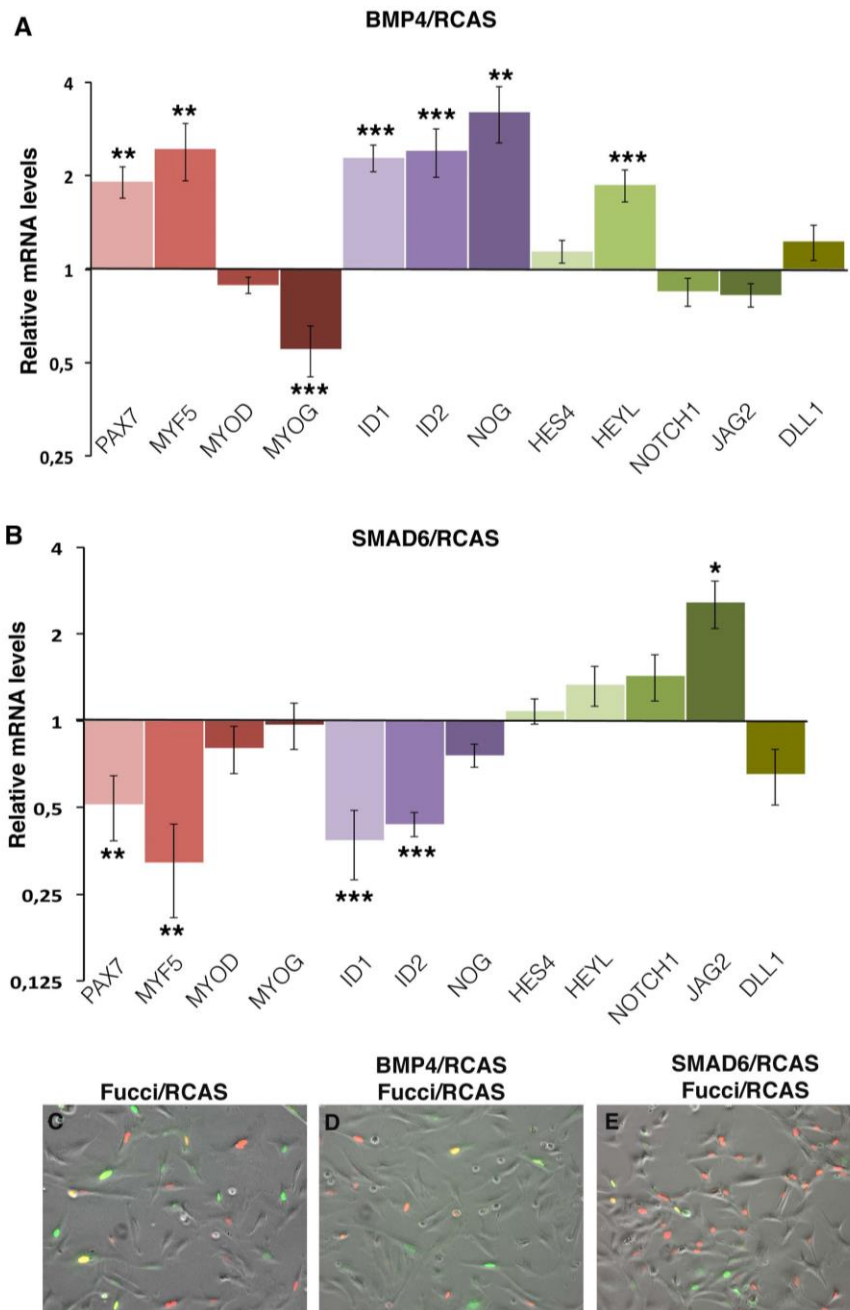 A
BMP4/RCAS
Relative mRNA levels
4
2
1
0,5
0,25
**
**
***
***
***
**
***
PAX7
MYF5
MYOD
MYOG
ID1
ID2
NOG
HES4
HEYL
NOTCH1
JAG2
DLL1
B
SMAD6/RCAS
Relative mRNA levels
4
2
1
0,5
0,25
0,125
**
**
***
***
*
PAX7
MYF5
MYOD
MYOG
ID1
ID2
NOG
HES4
HEYL
NOTCH1
JAG2
DLL1
Fucci/RCAS
C
BMP4/RCAS
Fucci/RCAS
D
SMAD6/RCAS
Fucci/RCAS
E